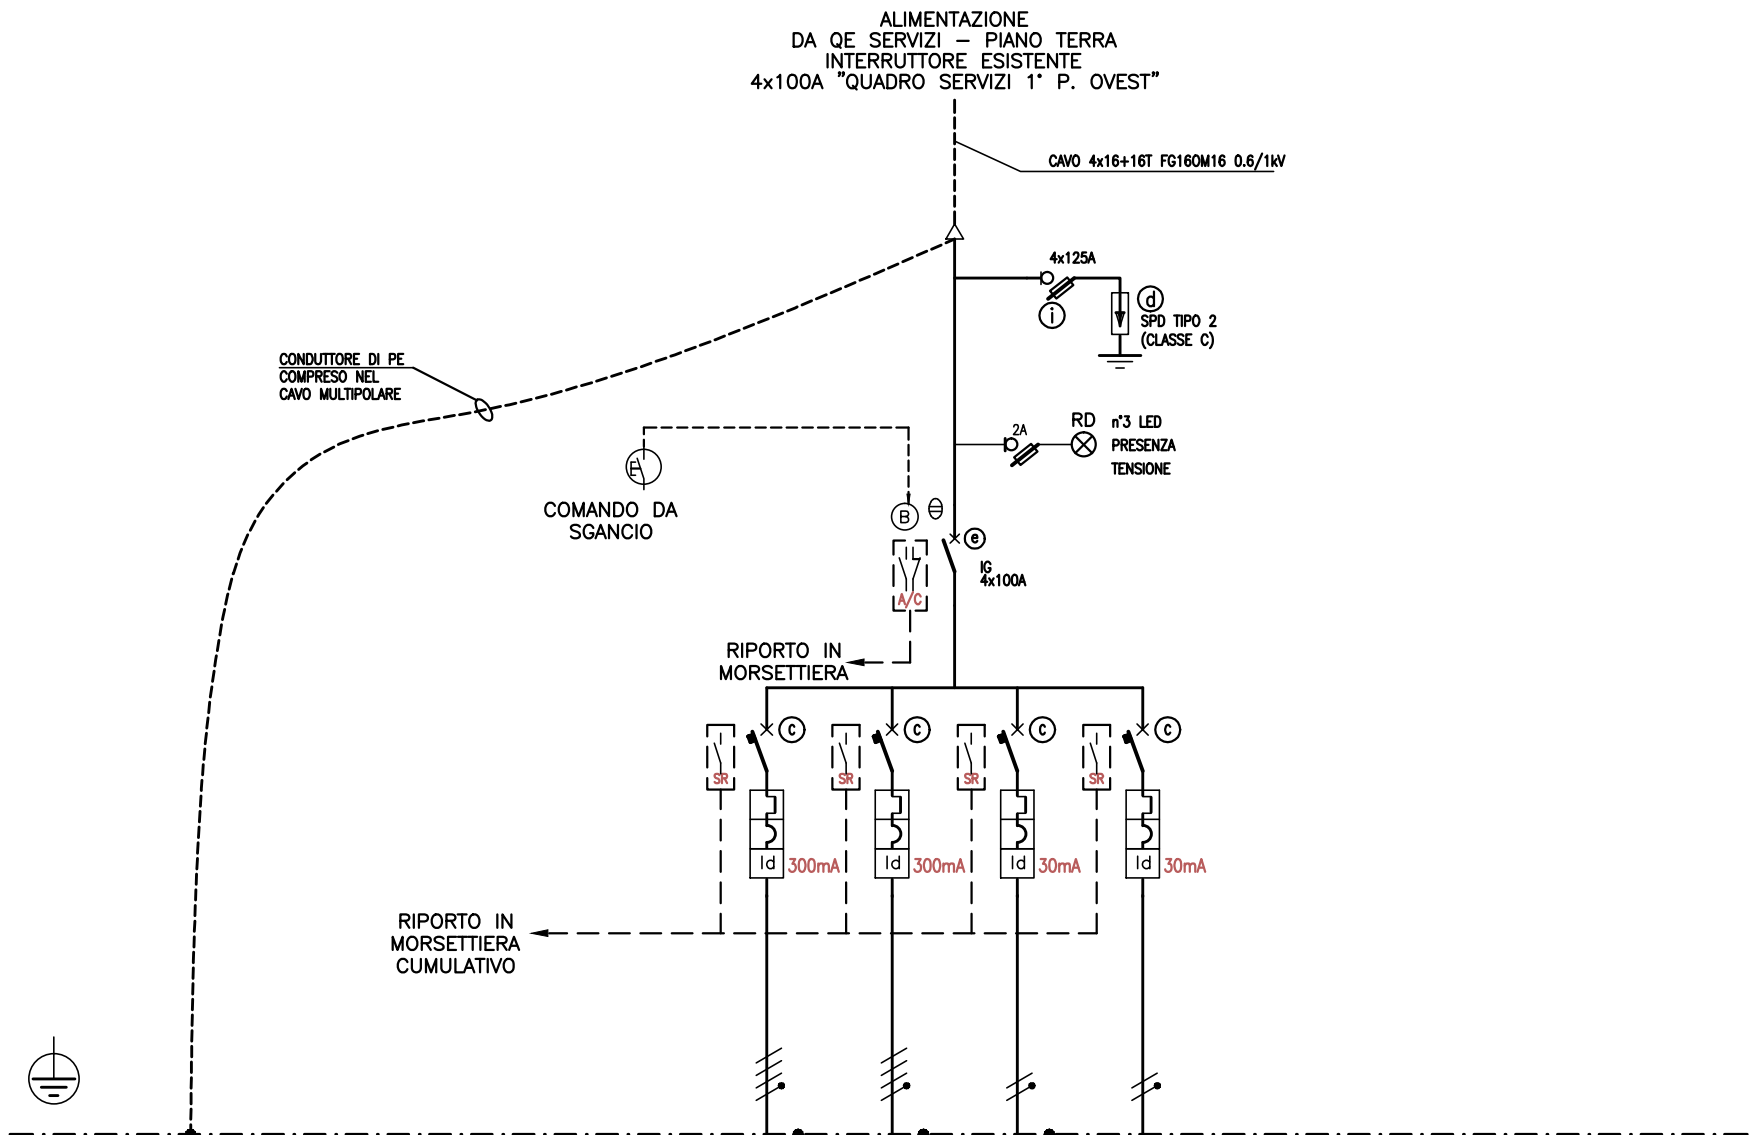 ALIMENTAZIONE
DA QE SERVIZI – PIANO TERRA
INTERRUTTORE ESISTENTE
4x100A "QUADRO SERVIZI 1° P. OVEST"
CAVO 4x16+16T FG16OM16 0.6/1kV
4x125A
i
d
SPD TIPO 2
(CLASSE C)
CONDUTTORE DI PE
COMPRESO NEL
CAVO MULTIPOLARE
2A
RD
n°3 LED
PRESENZA
TENSIONE
COMANDO DA
SGANCIO
B
e
IG
4x100A
A/C
RIPORTO IN
MORSETTIERA
C
C
C
C
SR
SR
SR
SR
Id
300mA
Id
300mA
Id
30mA
Id
30mA
RIPORTO IN
MORSETTIERA
CUMULATIVO